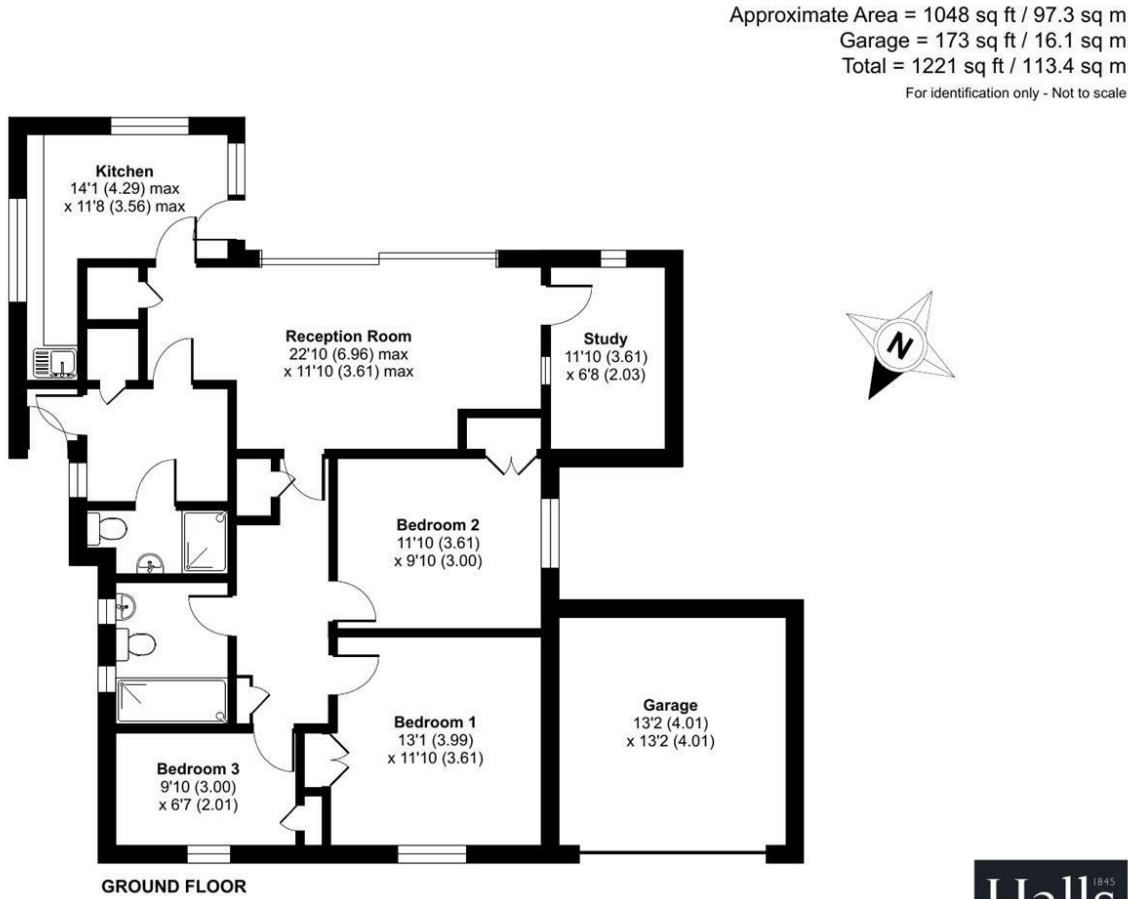 Approximate Area = 1048 sq ft / 97.3 sq m
Garage = 173 sq ft / 16.1 sq m
Total = 1221 sq ft / 113.4 sq m
For identification only - Not to scale
Kitchen
14'1 (4.29) max
x 11'8 (3.56) max
Reception Room
22'10 (6.96) max
x 11'10 (3.61) max
Study
11'10 (3.61)
x 6'8 (2.03)
N
Bedroom 2
11'10 (3.61)
x 9'10 (3.00)
Bedroom 1
13'1 (3.99)
x 11'10 (3.61)
Garage
13'2 (4.01)
x 13'2 (4.01)
Bedroom 3
9'10 (3.00)
x 6'7 (2.01)
GROUND FLOOR
Halls 1845